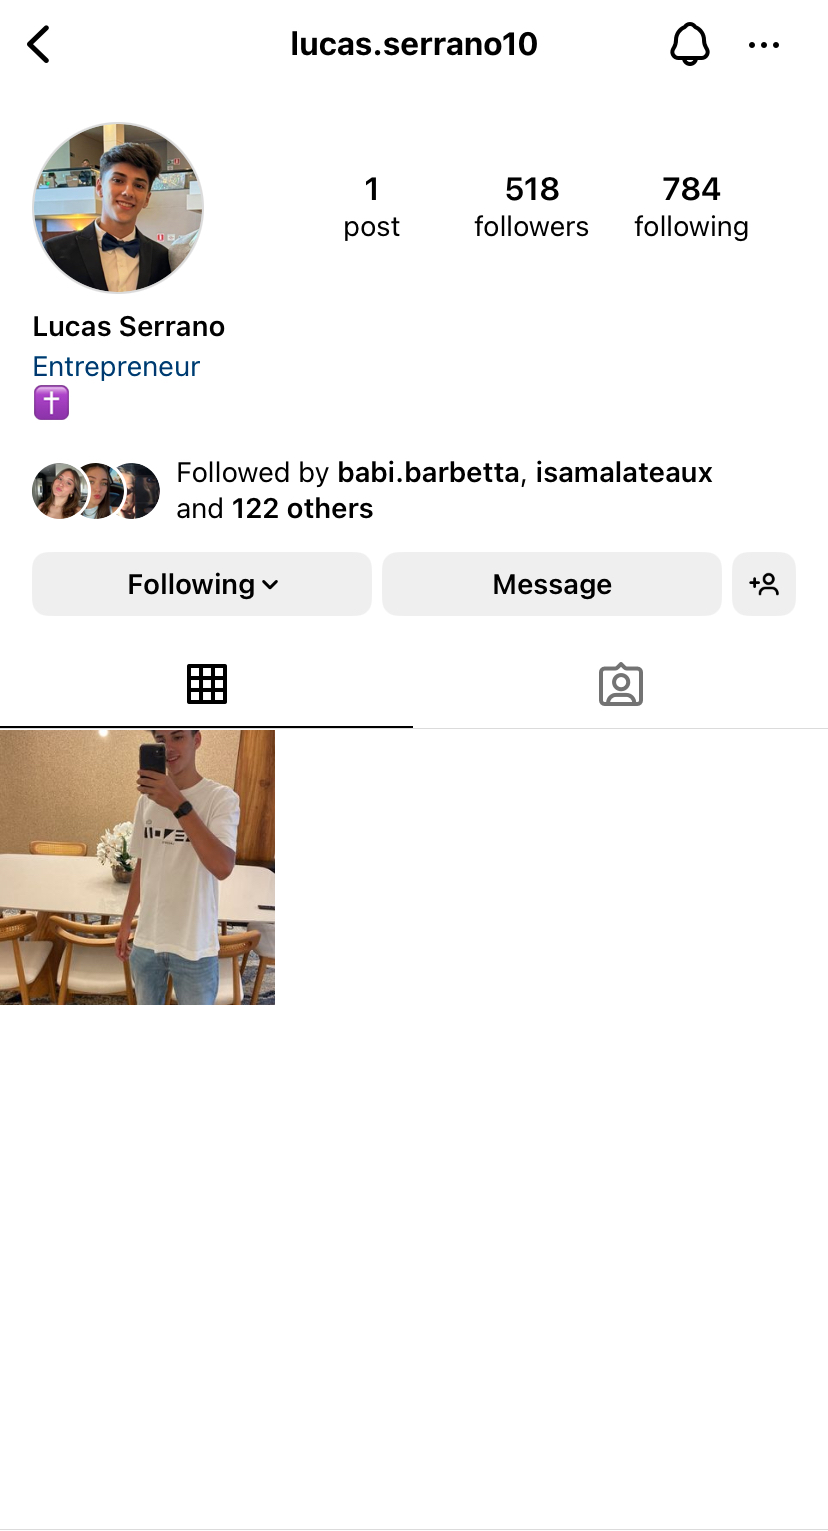 lucas.serrano10
1
post
518
followers
784
following
Lucas Serrano
Entrepreneur
✝️
Followed by babi.barbetta, isamalateaux
and 122 others
Following
Message